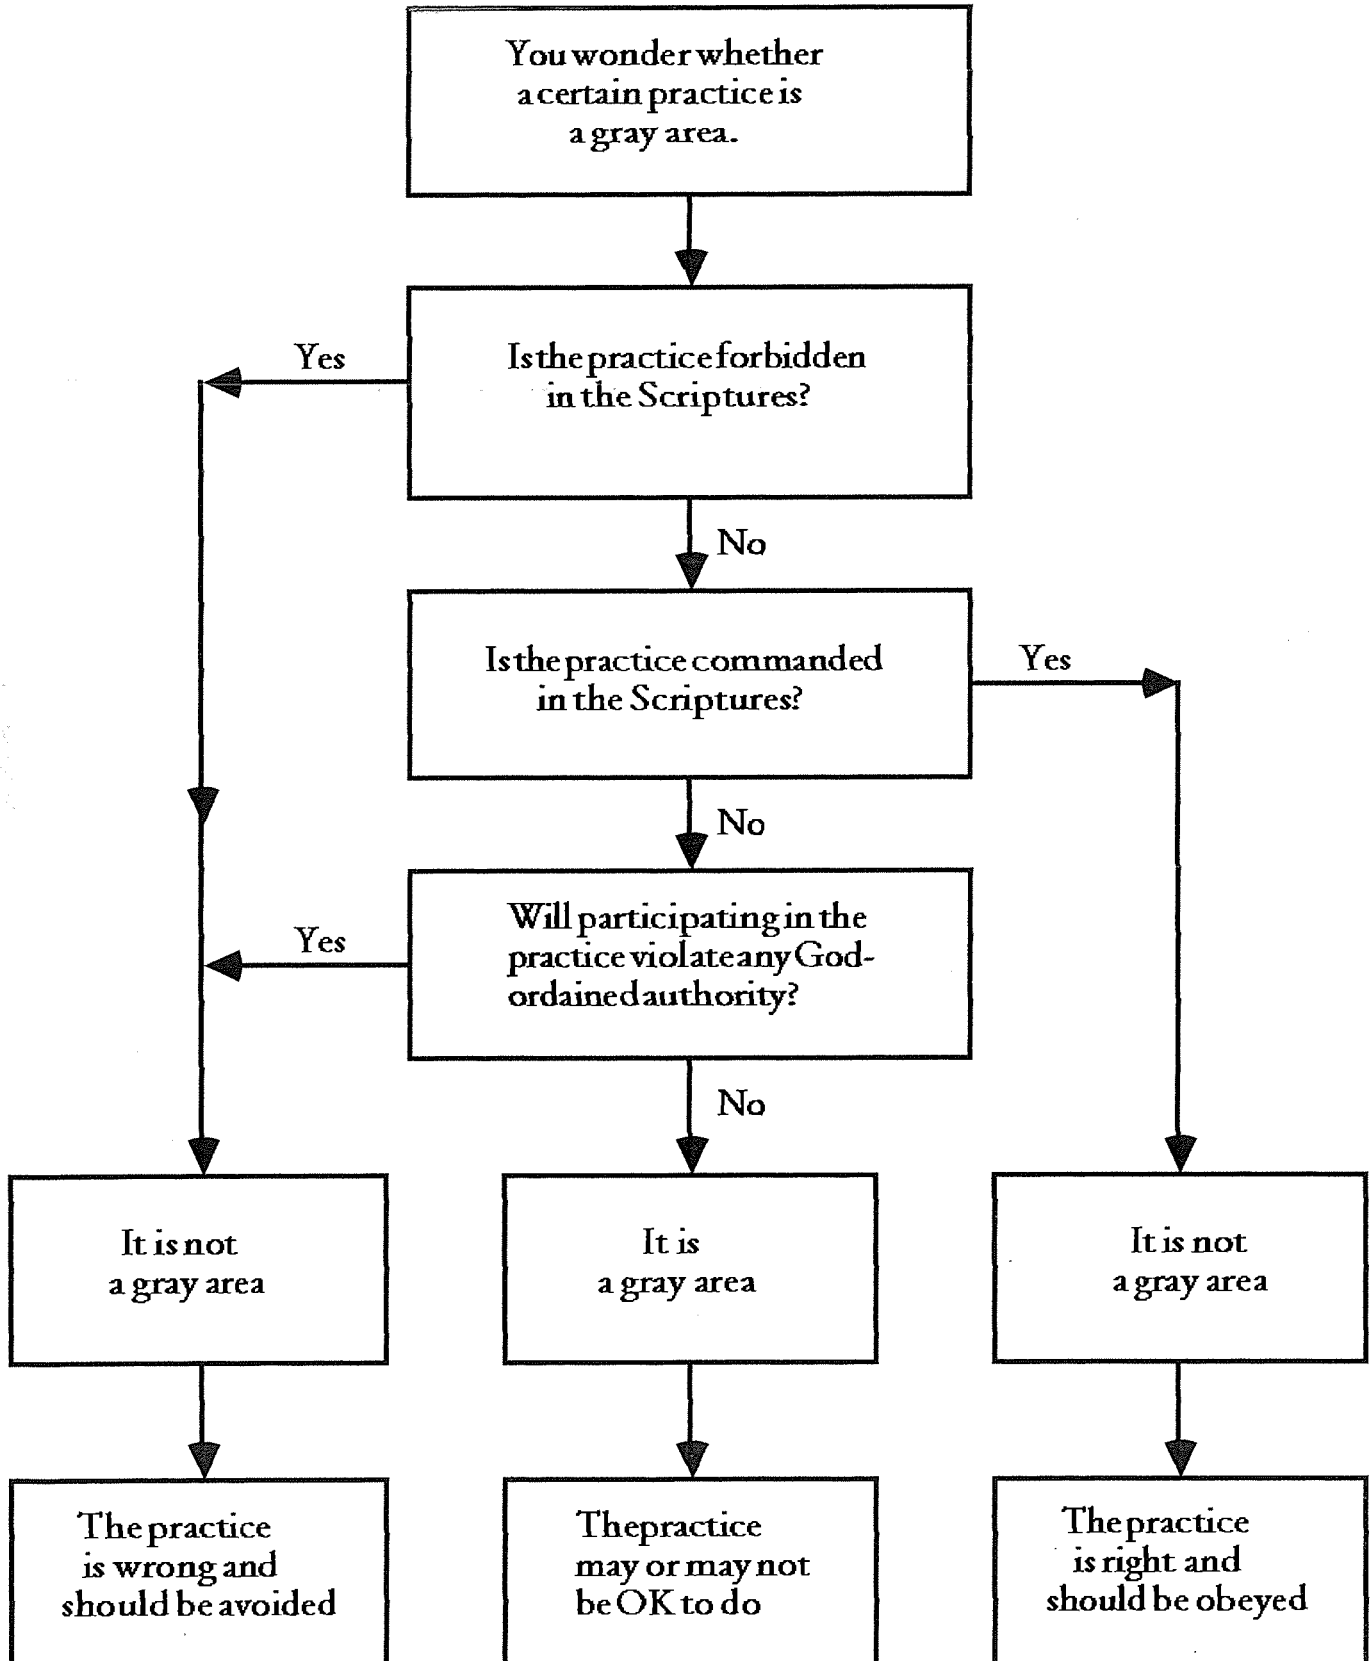 You wonder whether
a certain practice is
a gray area.
Yes
Is the practice forbidden
in the Scriptures?
No
Is the practice commanded
in the Scriptures?
Yes
No
Will participating in the
practice violate any God-
ordained authority?
Yes
No
It is not
a gray area
It is
a gray area
It is not
a gray area
The practice
is wrong and
should be avoided
The practice
may or may not
be OK to do
The practice
is right and
should be obeyed